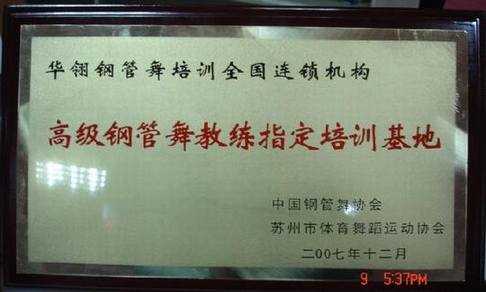 华翎钢管舞培训全国连锁机构
高级钢管舞教练指定培训基地
中国钢管舞协会
苏州市体育舞蹈运动协会
二00七年十二月
9 5:37PM